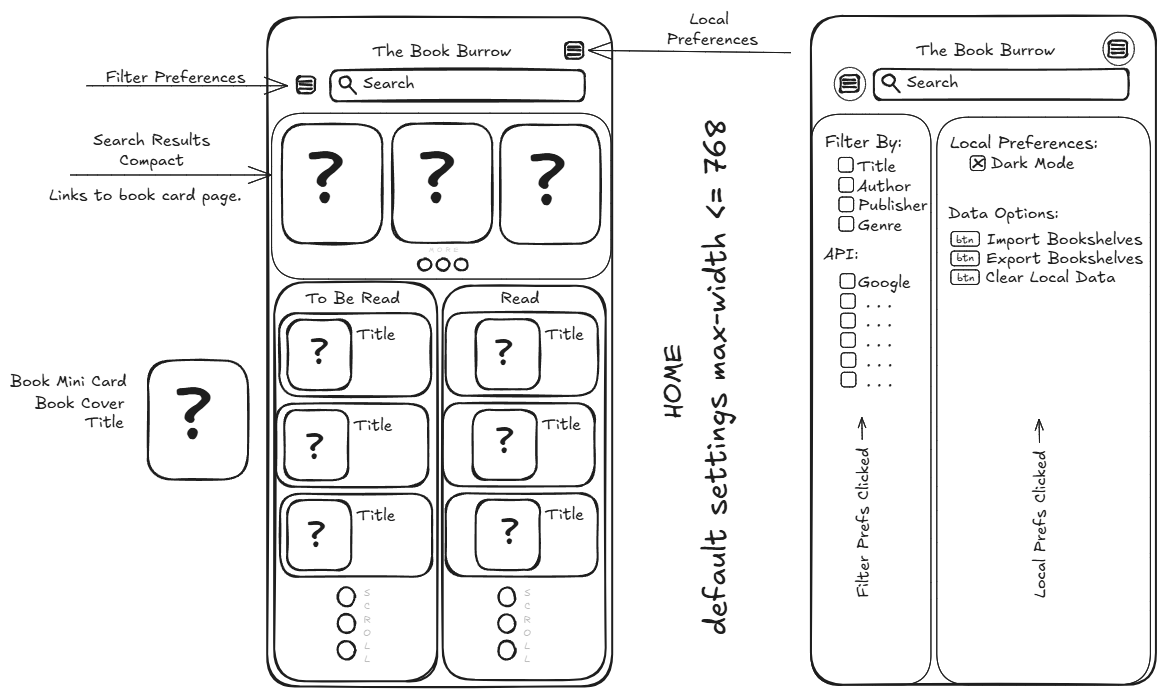 Filter Preferences
Search Results
Compact
Links to book card page.
Book Mini Card
Book Cover
Title
?
The Book Burrow
Search
? ? ?
MORE
To Be Read
? Title
? Title
? Title
SCROLL
Read
? Title
? Title
? Title
SCROLL
Local
Preferences
HOME
default settings max-width <= 768
The Book Burrow
Search
Filter By:
Title
Author
Publisher
Genre
API:
Google
...
...
...
...
...
Filter Prefs Clicked
Local Preferences:
Dark Mode
Data Options:
btn Import Bookshelves
btn Export Bookshelves
btn Clear Local Data
Local Prefs Clicked